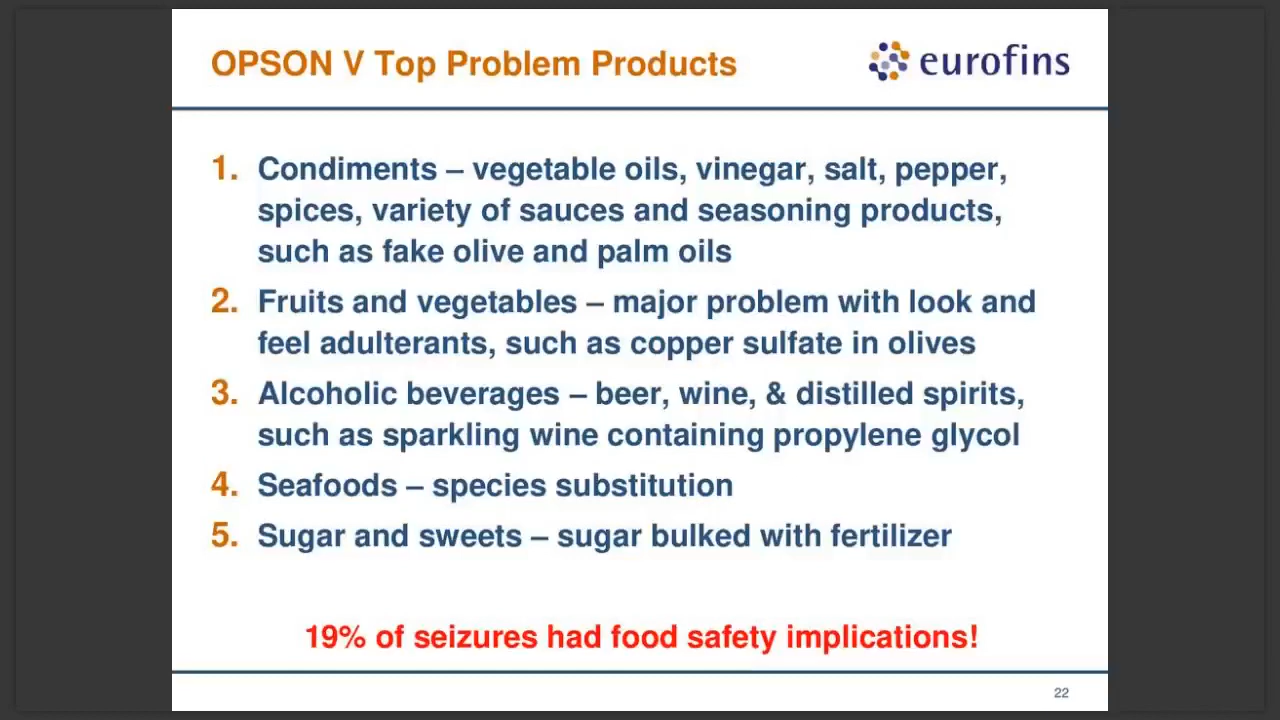 OPSON V Top Problem Products
eurofins
1. Condiments – vegetable oils, vinegar, salt, pepper,
spices, variety of sauces and seasoning products,
such as fake olive and palm oils
2. Fruits and vegetables – major problem with look and
feel adulterants, such as copper sulfate in olives
3. Alcoholic beverages – beer, wine, & distilled spirits,
such as sparkling wine containing propylene glycol
4. Seafoods – species substitution
5. Sugar and sweets – sugar bulked with fertilizer
19% of seizures had food safety implications!
22